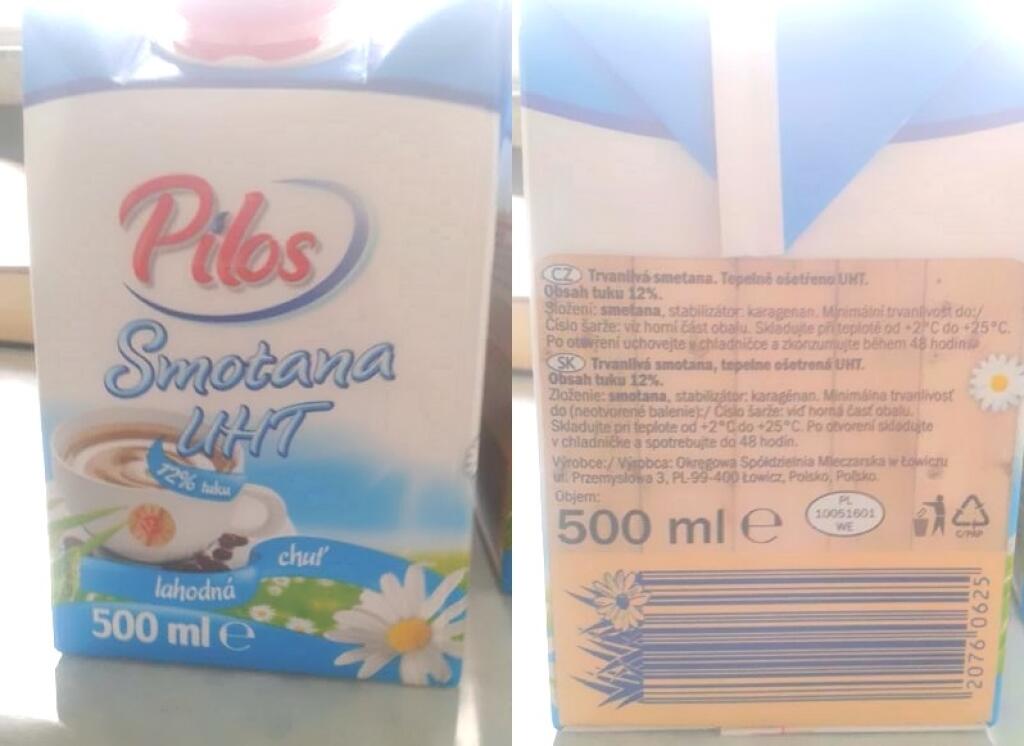 Pilos
Smotana
UHT
12% tuku
chuť
lahodná
500 ml e
CZ Trvanlivá smetana. Tepelně ošetřeno UHT.
Obsah tuku 12%.
Složení: smetana, stabilizátor: karagenan. Minimální trvanlivost do:/
Číslo šarže: viz horní část obalu. Skladujte při teplotě od +2°C do +25°C.
Po otevření uchovejte v chladničce a zkonzumujte během 48 hodin.
SK Trvanlivá smotana, tepelne ošetrená UHT.
Obsah tuku 12%.
Zloženie: smotana, stabilizátor: karagénan. Minimálna trvanlivosť
do (neotvorené balenie):/ Číslo šarže: viď horná časť obalu.
Skladujte pri teplote od +2°C do +25°C. Po otvorení skladujte
v chladničke a spotrebujte do 48 hodín.
Výrobce:/ Výrobca: Okręgowa Spółdzielnia Mleczarska w Łowiczu
ul. Przemysłowa 3, PL-99-400 Łowicz, Polsko, Poľsko.
Objem:
500 ml e
PL
10051601
WE
C/PAP
2076 0625